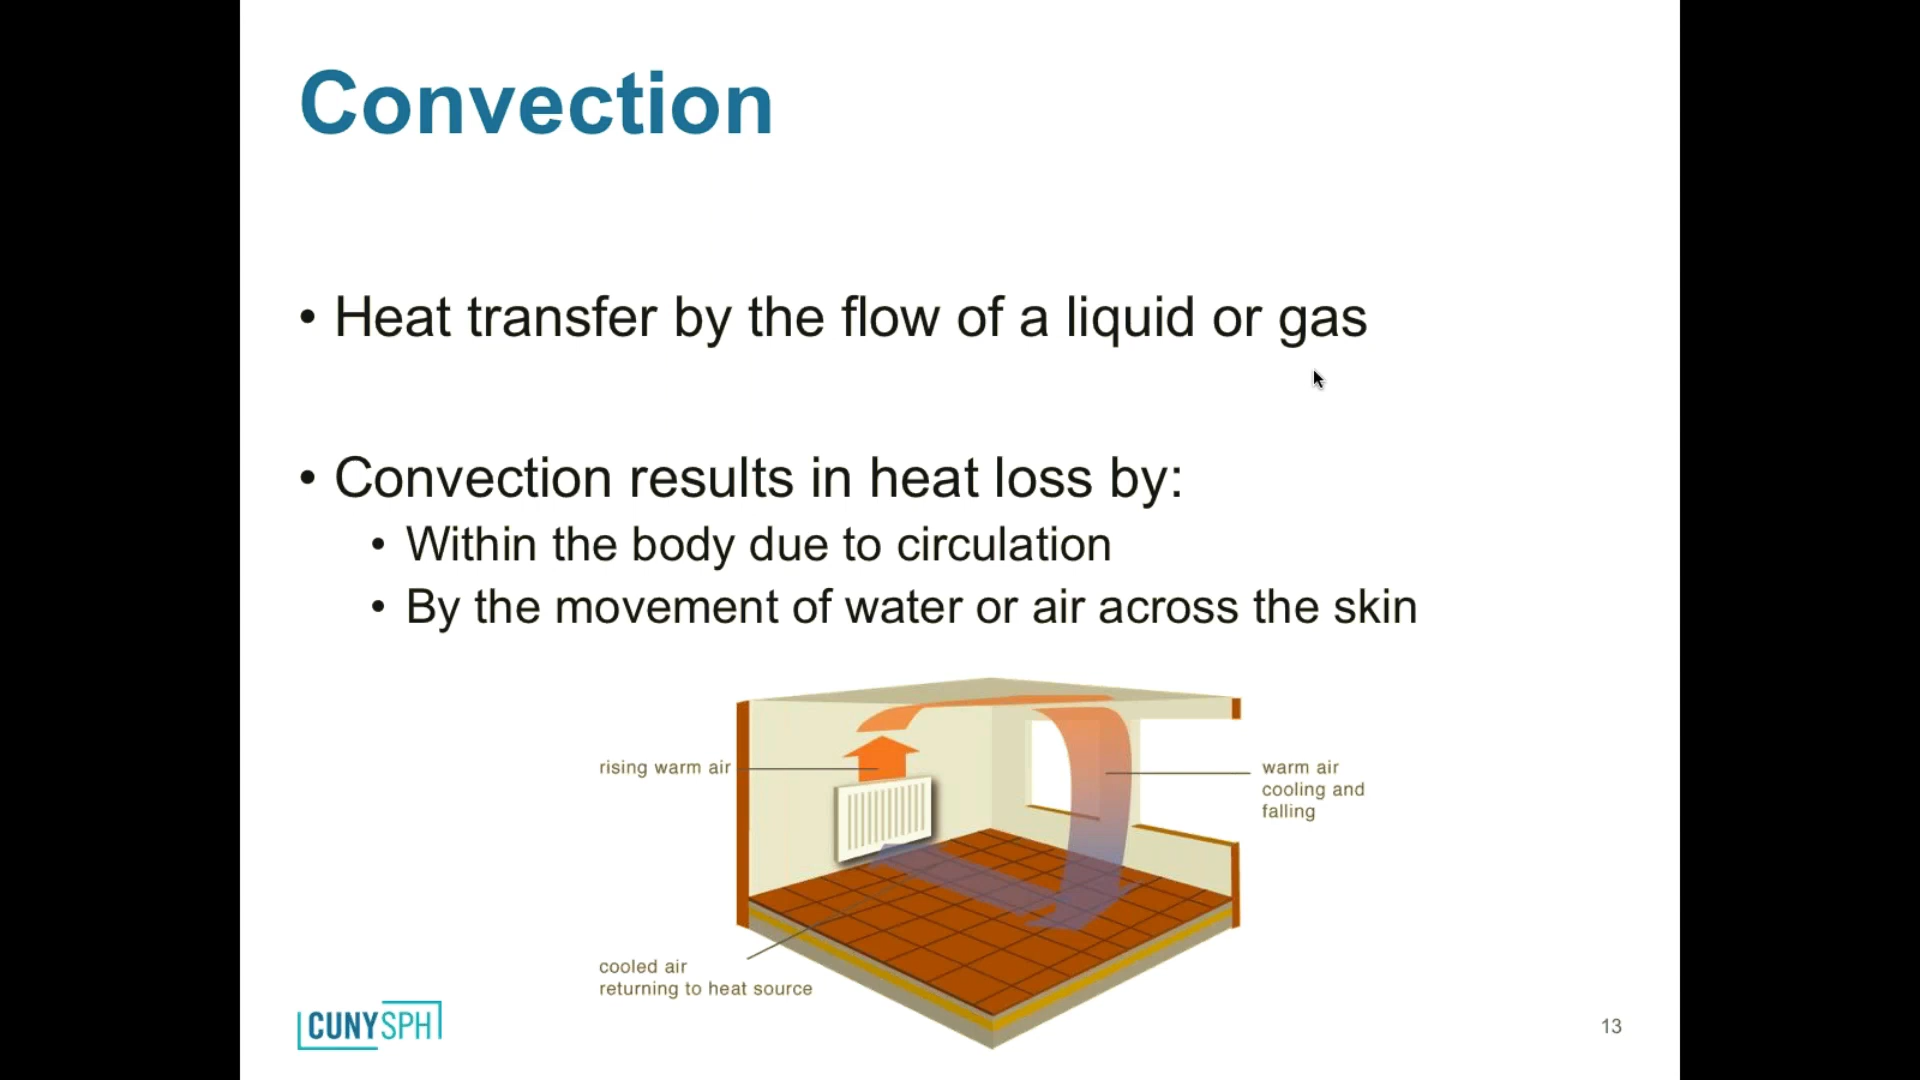 Convection
• Heat transfer by the flow of a liquid or gas
• Convection results in heat loss by:
• Within the body due to circulation
• By the movement of water or air across the skin
rising warm air
warm air
cooling and
falling
cooled air
returning to heat source
CUNYSPH
13